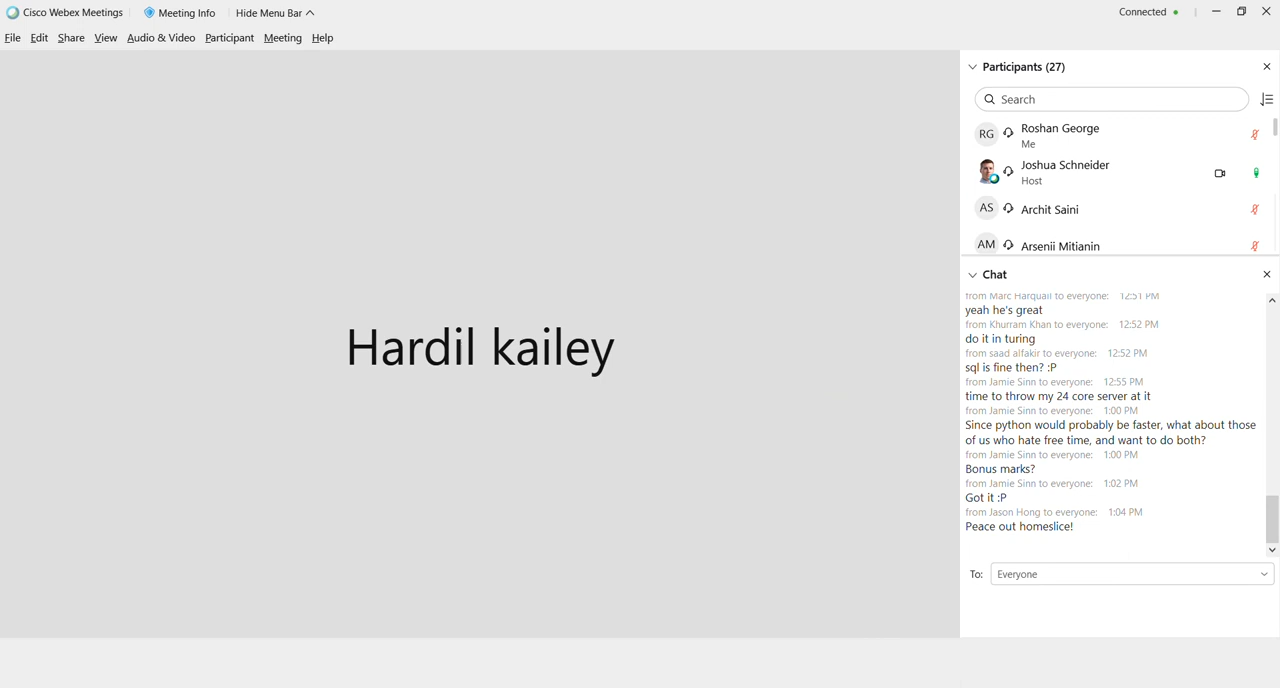 Cisco Webex Meetings Meeting Info Hide Menu Bar Connected
File Edit Share View Audio & Video Participant Meeting Help
Hardil kailey
Participants (27)
Search
RG Roshan George
Me
Joshua Schneider
Host
AS Archit Saini
AM Arsenii Mitianin
Chat
from Marc Harquail to everyone: 12:51 PM
yeah he's great
from Khurram Khan to everyone: 12:52 PM
do it in turing
from saad alfakir to everyone: 12:52 PM
sql is fine then? :P
from Jamie Sinn to everyone: 12:55 PM
time to throw my 24 core server at it
from Jamie Sinn to everyone: 1:00 PM
Since python would probably be faster, what about those
of us who hate free time, and want to do both?
from Jamie Sinn to everyone: 1:00 PM
Bonus marks?
from Jamie Sinn to everyone: 1:02 PM
Got it :P
from Jason Hong to everyone: 1:04 PM
Peace out homeslice!
To: Everyone